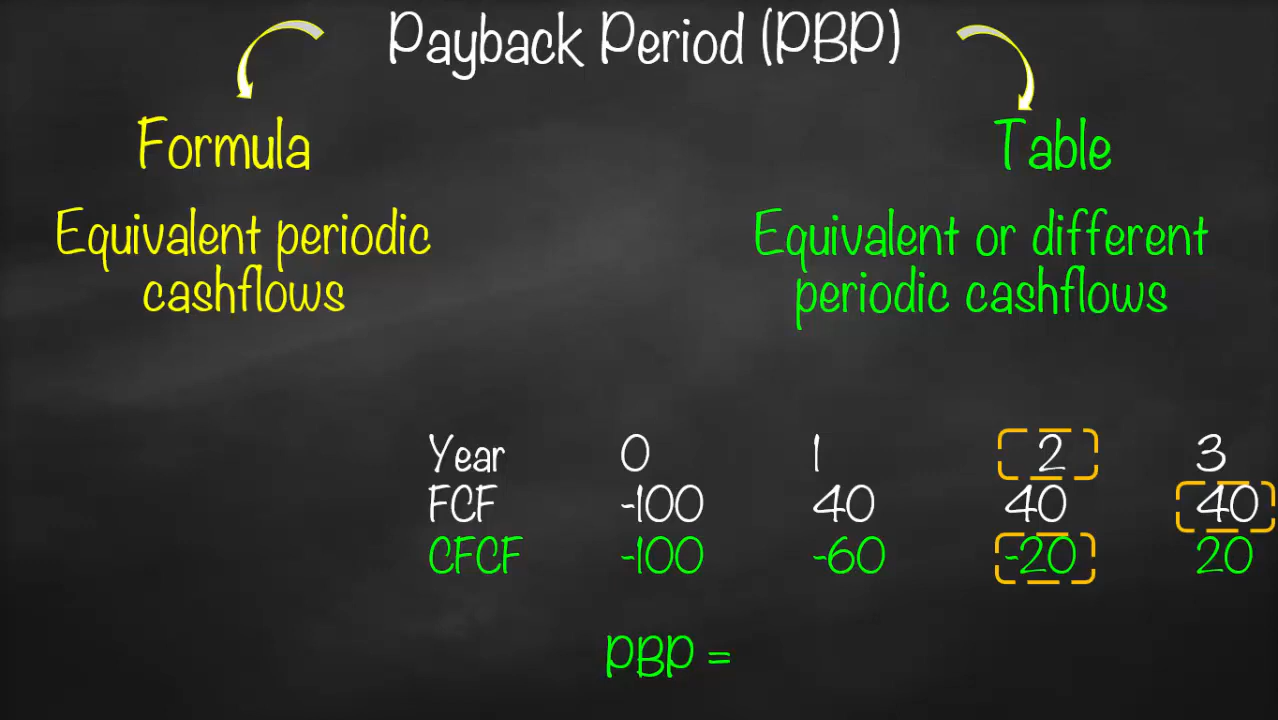 Payback Period (PBP)
Formula
Equivalent periodic
cashflows
Table
Equivalent or different
periodic cashflows
Year 0 1 2 3
FCF -100 40 40 40
CFCF -100 -60 -20 20
PBP =